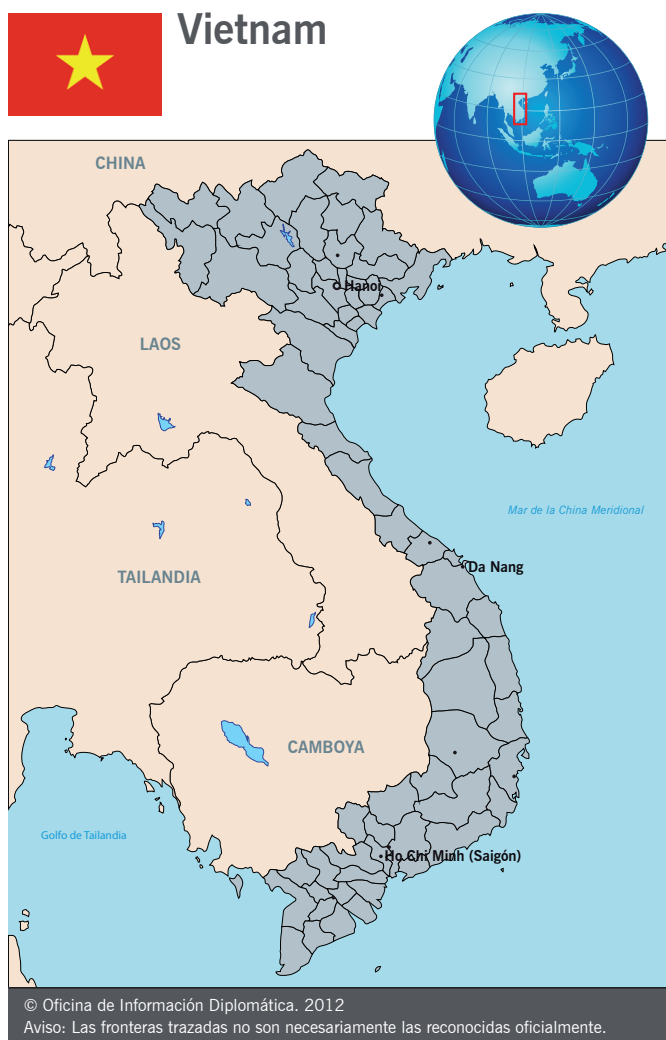 Vietnam
CHINA
Hanoi
LAOS
Mar de la China Meridional
Da Nang
TAILANDIA
CAMBOYA
Golfo de Tailandia
Ho Chi Minh (Saigón)
© Oficina de Información Diplomática. 2012
Aviso: Las fronteras trazadas no son necesariamente las reconocidas oficialmente.